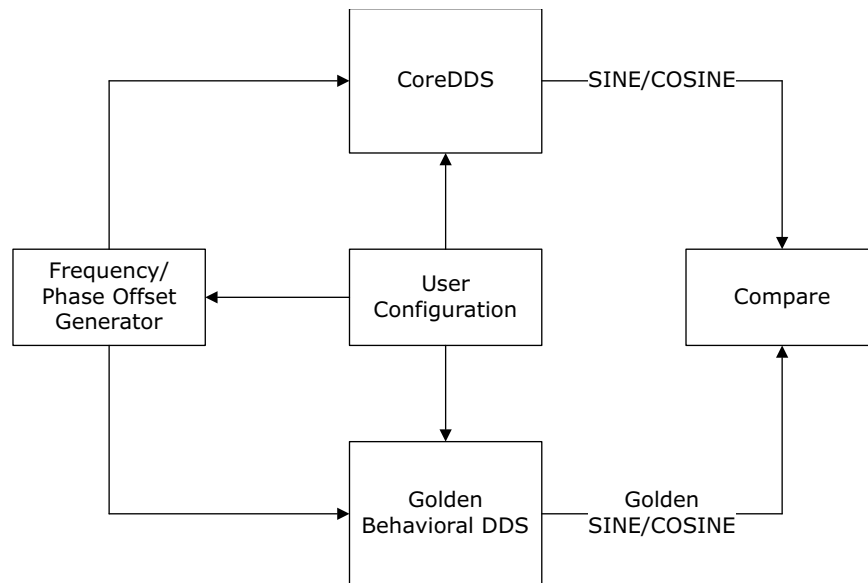 CoreDDS
SINE/COSINE
Frequency/
Phase Offset
Generator
User
Configuration
Compare
Golden
Behavioral DDS
Golden
SINE/COSINE